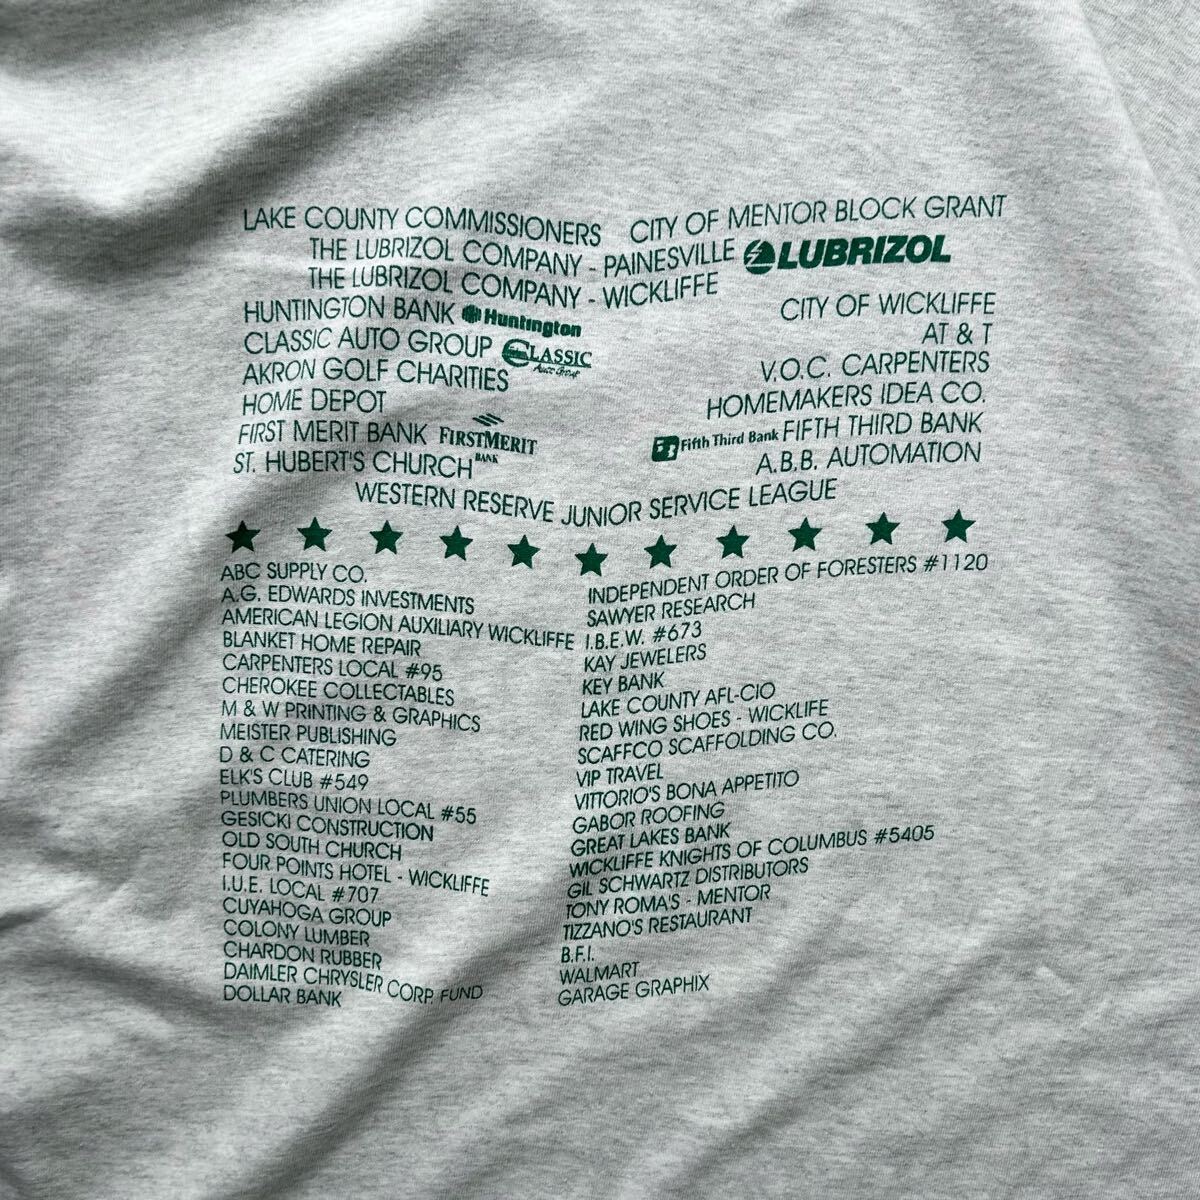 LAKE COUNTY COMMISSIONERS CITY OF MENTOR BLOCK GRANT
THE LUBRIZOL COMPANY - PAINESVILLE LUBRIZOL
THE LUBRIZOL COMPANY - WICKLIFFE
HUNTINGTON BANK Huntington
CLASSIC AUTO GROUP CLASSIC
AUTO GROUP
AKRON GOLF CHARITIES
HOME DEPOT
FIRST MERIT BANK FIRSTMERIT
BANK
ST. HUBERT'S CHURCH
CITY OF WICKLIFFE
AT & T
V.O.C. CARPENTERS
HOMEMAKERS IDEA CO.
Fifth Third Bank FIFTH THIRD BANK
A.B.B. AUTOMATION
WESTERN RESERVE JUNIOR SERVICE LEAGUE
ABC SUPPLY CO.
A.G. EDWARDS INVESTMENTS
AMERICAN LEGION AUXILIARY WICKLIFFE
BLANKET HOME REPAIR
CARPENTERS LOCAL #95
CHEROKEE COLLECTABLES
M & W PRINTING & GRAPHICS
MEISTER PUBLISHING
D & C CATERING
ELK'S CLUB #549
PLUMBERS UNION LOCAL #55
GESICKI CONSTRUCTION
OLD SOUTH CHURCH
FOUR POINTS HOTEL - WICKLIFFE
I.U.E. LOCAL #707
CUYAHOGA GROUP
COLONY LUMBER
CHARDON RUBBER
DAIMLER CHRYSLER CORP. FUND
DOLLAR BANK
INDEPENDENT ORDER OF FORESTERS #1120
SAWYER RESEARCH
I.B.E.W. #673
KAY JEWELERS
KEY BANK
LAKE COUNTY AFL-CIO
RED WING SHOES - WICKLIFE
SCAFFCO SCAFFOLDING CO.
VIP TRAVEL
VITTORIO'S BONA APPETITO
GABOR ROOFING
GREAT LAKES BANK
WICKLIFFE KNIGHTS OF COLUMBUS #5405
GIL SCHWARTZ DISTRIBUTORS
TONY ROMA'S - MENTOR
TIZZANO'S RESTAURANT
B.F.I.
WALMART
GARAGE GRAPHIX